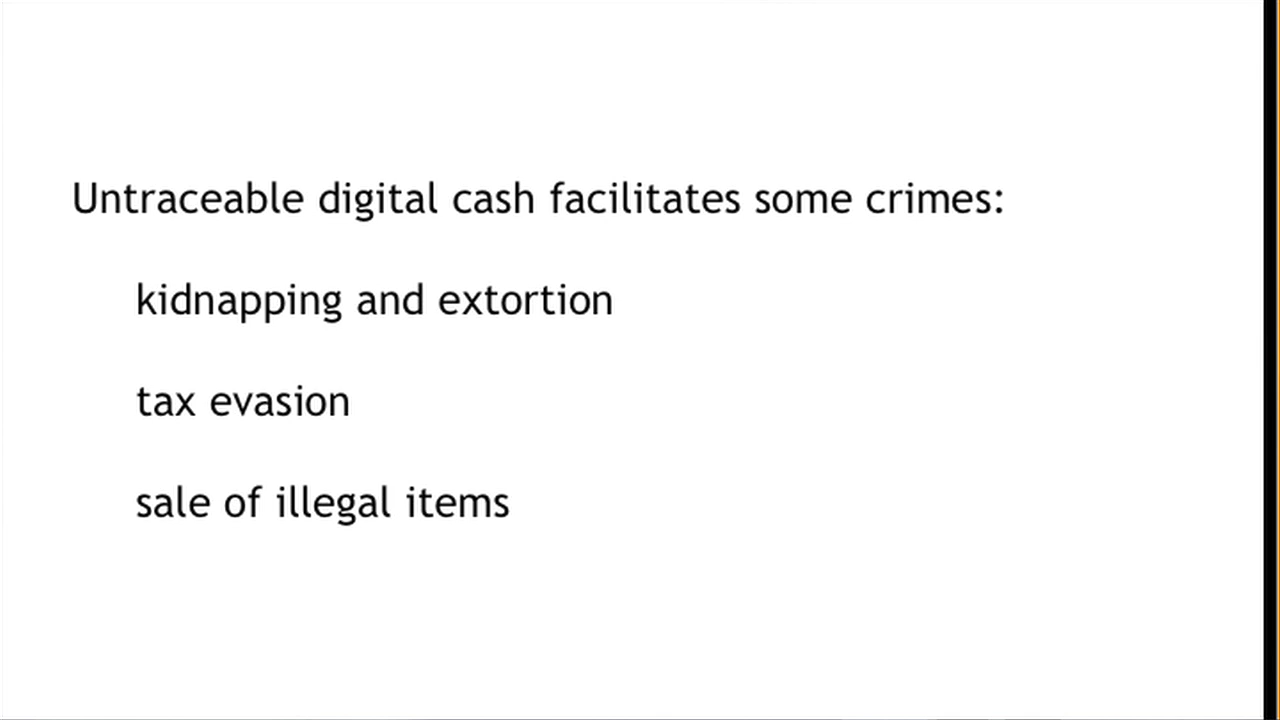 Untraceable digital cash facilitates some crimes:
kidnapping and extortion
tax evasion
sale of illegal items